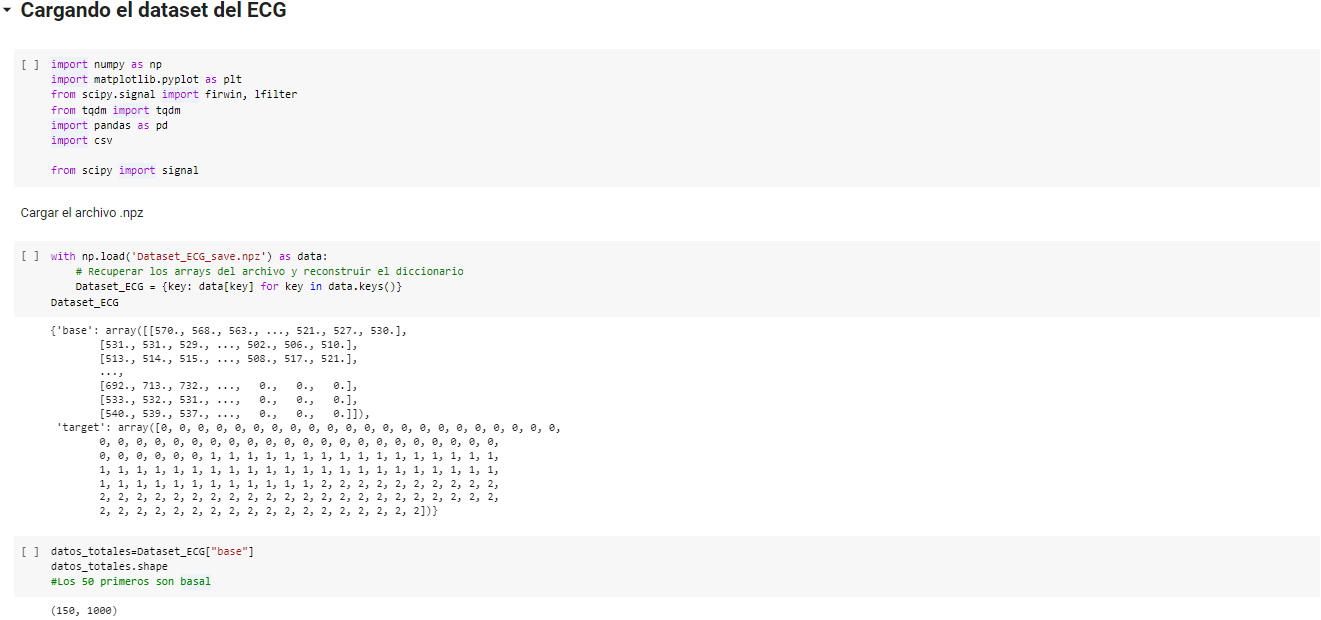 Cargando el dataset del ECG
[ ] import numpy as np
import matplotlib.pyplot as plt
from scipy.signal import firwin, lfilter
from tqdm import tqdm
import pandas as pd
import csv
from scipy import signal
Cargar el archivo .npz
[ ] with np.load('Dataset_ECG_save.npz') as data:
# Recuperar los arrays del archivo y reconstruir el diccionario
Dataset_ECG = {key: data[key] for key in data.keys()}
Dataset_ECG
{'base': array([[570., 568., 563., ..., 521., 527., 530.],
[531., 531., 529., ..., 502., 506., 510.],
[513., 514., 515., ..., 508., 517., 521.],
...,
[692., 713., 732., ..., 0., 0., 0.],
[533., 532., 531., ..., 0., 0., 0.],
[540., 539., 537., ..., 0., 0., 0.]]),
'target': array([0, 0, 0, 0, 0, 0, 0, 0, 0, 0, 0, 0, 0, 0, 0, 0, 0, 0, 0, 0, 0, 0,
0, 0, 0, 0, 0, 0, 0, 0, 0, 0, 0, 0, 0, 0, 0, 0, 0, 0, 0, 0, 0, 0,
0, 0, 0, 0, 0, 0, 1, 1, 1, 1, 1, 1, 1, 1, 1, 1, 1, 1, 1, 1, 1, 1,
1, 1, 1, 1, 1, 1, 1, 1, 1, 1, 1, 1, 1, 1, 1, 1, 1, 1, 1, 1, 1, 1,
1, 1, 1, 1, 1, 1, 1, 1, 1, 1, 1, 1, 2, 2, 2, 2, 2, 2, 2, 2, 2, 2,
2, 2, 2, 2, 2, 2, 2, 2, 2, 2, 2, 2, 2, 2, 2, 2, 2, 2, 2, 2, 2, 2,
2, 2, 2, 2, 2, 2, 2, 2, 2, 2, 2, 2, 2, 2, 2, 2, 2, 2])}
[ ] datos_totales=Dataset_ECG["base"]
datos_totales.shape
#Los 50 primeros son basal
(150, 1000)